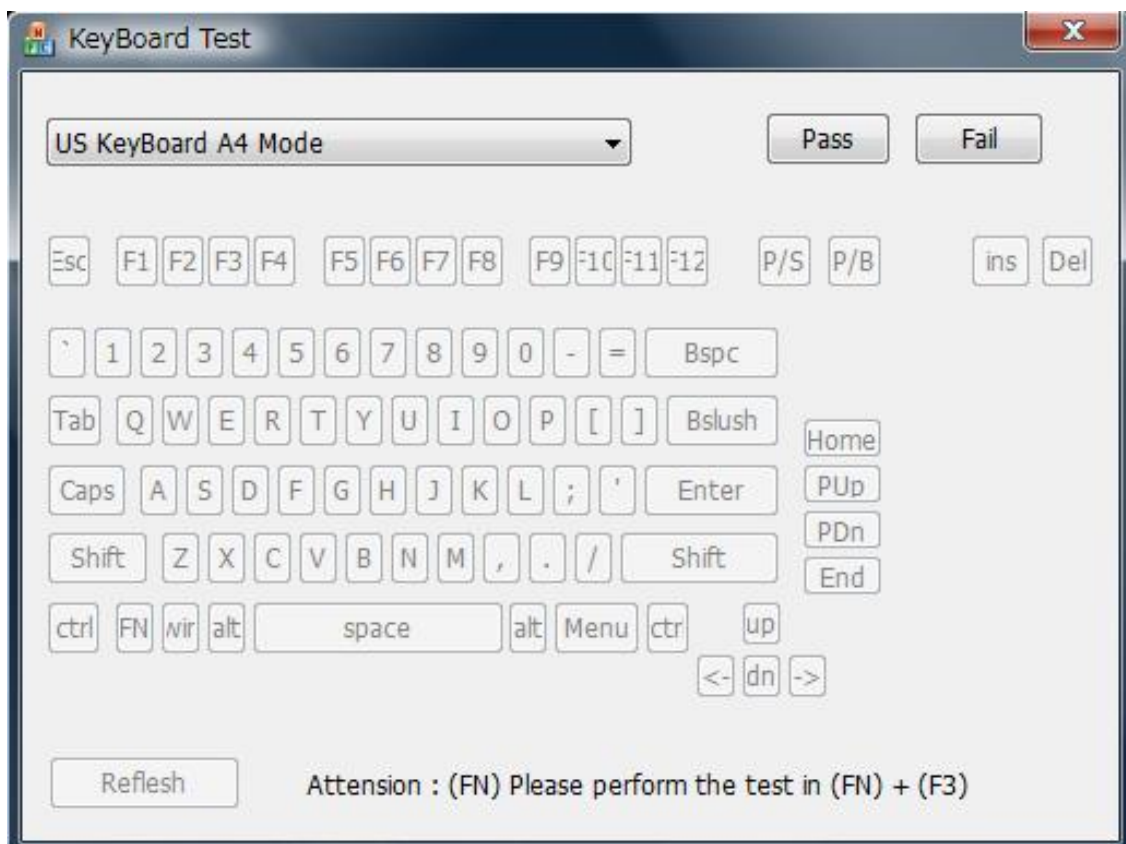 KeyBoard Test
US KeyBoard A4 Mode Pass Fail
Esc F1 F2 F3 F4 F5 F6 F7 F8 F9 F10 F11 F12 P/S P/B ins Del
` 1 2 3 4 5 6 7 8 9 0 - = Bspc
Tab Q W E R T Y U I O P [ ] Bslush
Home
Caps A S D F G H J K L ; ' Enter
PUp
PDn
Shift Z X C V B N M , . / Shift
End
ctrl FN win alt space alt Menu ctr up
<- dn ->
Reflesh Attension : (FN) Please perform the test in (FN) + (F3)